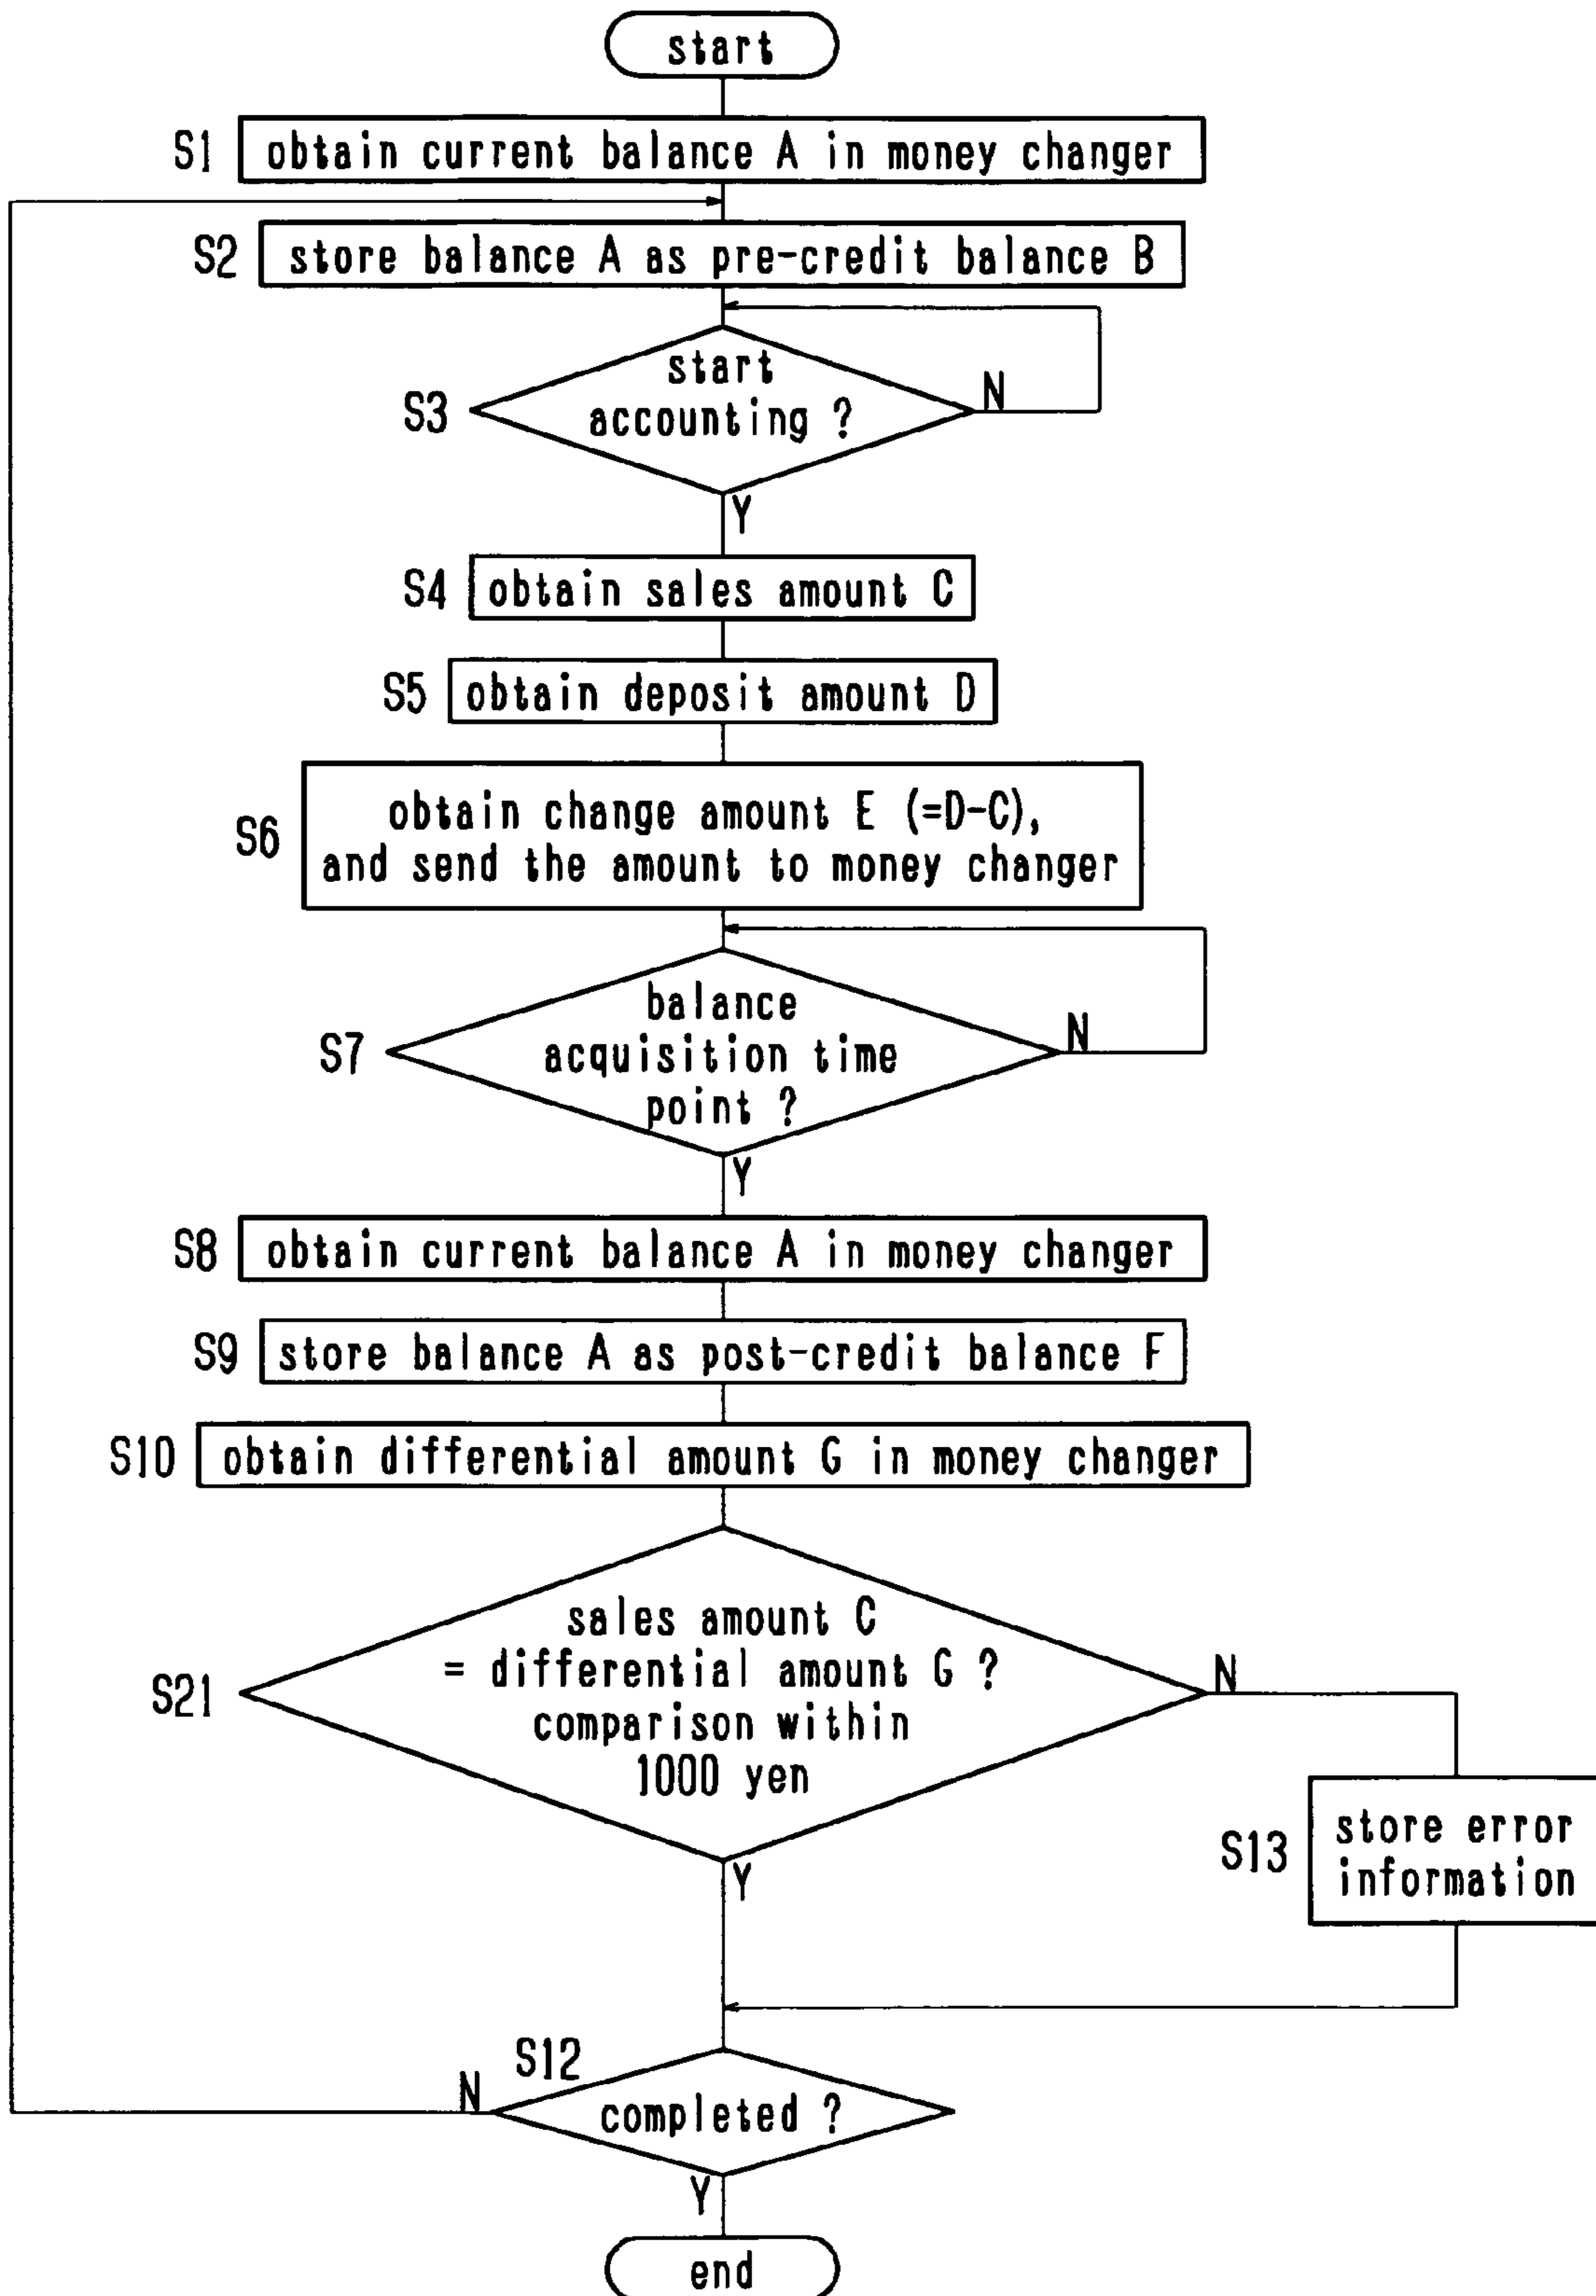 start
S1 obtain current balance A in money changer
S2 store balance A as pre-credit balance B
start
accounting ?
S3
N
Y
S4 obtain sales amount C
S5 obtain deposit amount D
S6
obtain change amount E (=D-C),
and send the amount to money changer
balance
acquisition time
point ?
S7
N
Y
S8 obtain current balance A in money changer
S9 store balance A as post-credit balance F
S10 obtain differential amount G in money changer
sales amount C
= differential amount G ?
comparison within
1000 yen
S21
N
Y
S13
store error
information
S12
N
completed ?
Y
end